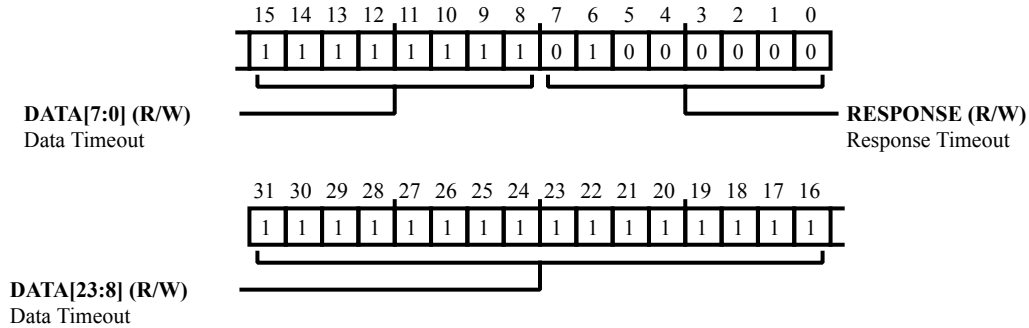 15 14 13 12 11 10 9 8 7 6 5 4 3 2 1 0
1 1 1 1 1 1 1 1 0 1 0 0 0 0 0 0
DATA[7:0] (R/W)
Data Timeout
RESPONSE (R/W)
Response Timeout
31 30 29 28 27 26 25 24 23 22 21 20 19 18 17 16
1 1 1 1 1 1 1 1 1 1 1 1 1 1 1 1
DATA[23:8] (R/W)
Data Timeout